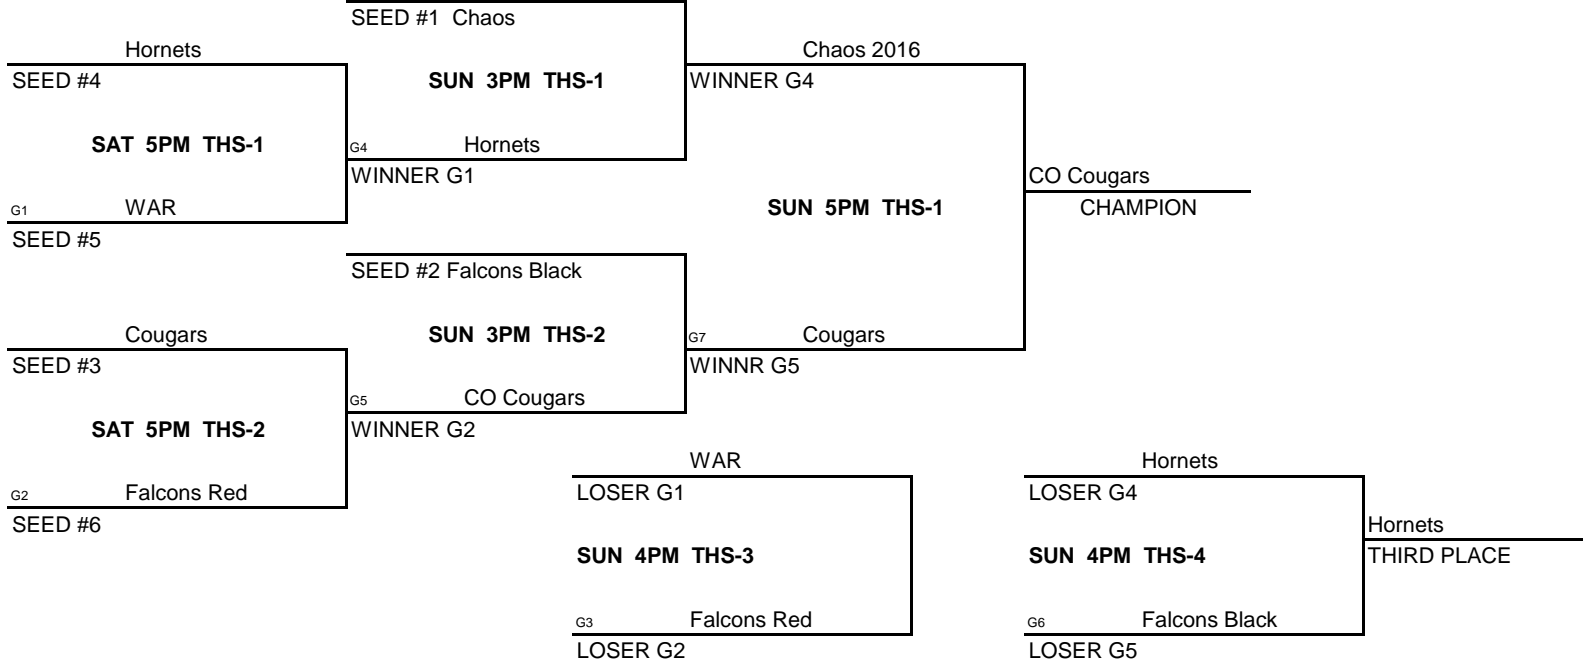 SEED #1  Chaos
Hornets
Chaos 2016
SEED #4
SUN  3PM  THS-1
WINNER G4
SAT  5PM  THS-1
G4 Hornets
WINNER G1
CO Cougars
G1 WAR
SUN  5PM  THS-1
CHAMPION
SEED #5
SEED #2 Falcons Black
Cougars
SUN  3PM  THS-2
G7 Cougars
SEED #3
WINNR G5
G5 CO Cougars
SAT  5PM  THS-2
WINNER G2
WAR
Hornets
G2 Falcons Red
LOSER G1
LOSER G4
SEED #6
Hornets
SUN  4PM  THS-3
SUN  4PM  THS-4
THIRD PLACE
G3 Falcons Red
G6 Falcons Black
LOSER G2
LOSER G5